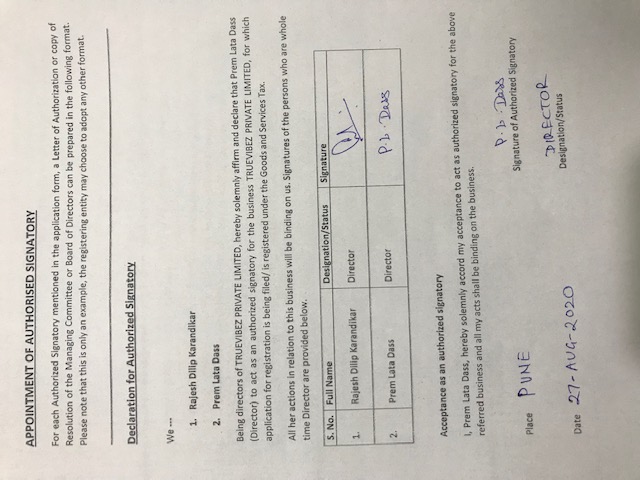 APPOINTMENT OF AUTHORISED SIGNATORY
For each Authorized Signatory mentioned in the application form, a Letter of Authorization or copy of
Resolution of the Managing Committee or Board of Directors can be prepared in the following format.
Please note that this is only an example, the registering entity may choose to adopt any other format.
Declaration for Authorized Signatory
We ---
1. Rajesh Dilip Karandikar
2. Prem Lata Dass
Being directors of TRUEVIBEZ PRIVATE LIMITED, hereby solemnly affirm and declare that Prem Lata Dass
(Director) to act as an authorized signatory for the business TRUEVIBEZ PRIVATE LIMITED, for which
application for registration is being filed/ is registered under the Goods and Services Tax.
All her actions in relation to this business will be binding on us. Signatures of the persons who are whole
time Director are provided below.
S. No. Full Name Designation/Status Signature
1. Rajesh Dilip Karandikar Director
2. Prem Lata Dass Director P.L. Dass
Acceptance as an authorized signatory
I, Prem Lata Dass, hereby solemnly accord my acceptance to act as authorized signatory for the above
referred business and all my acts shall be binding on the business.
P.L. Dass
Signature of Authorized Signatory
Place PUNE
DIRECTOR
Designation/Status
Date 27-AUG-2020